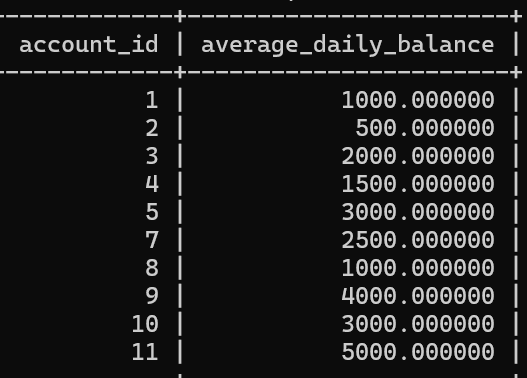 account_id | average_daily_balance |
1 | 1000.000000 |
2 | 500.000000 |
3 | 2000.000000 |
4 | 1500.000000 |
5 | 3000.000000 |
7 | 2500.000000 |
8 | 1000.000000 |
9 | 4000.000000 |
10 | 3000.000000 |
11 | 5000.000000 |